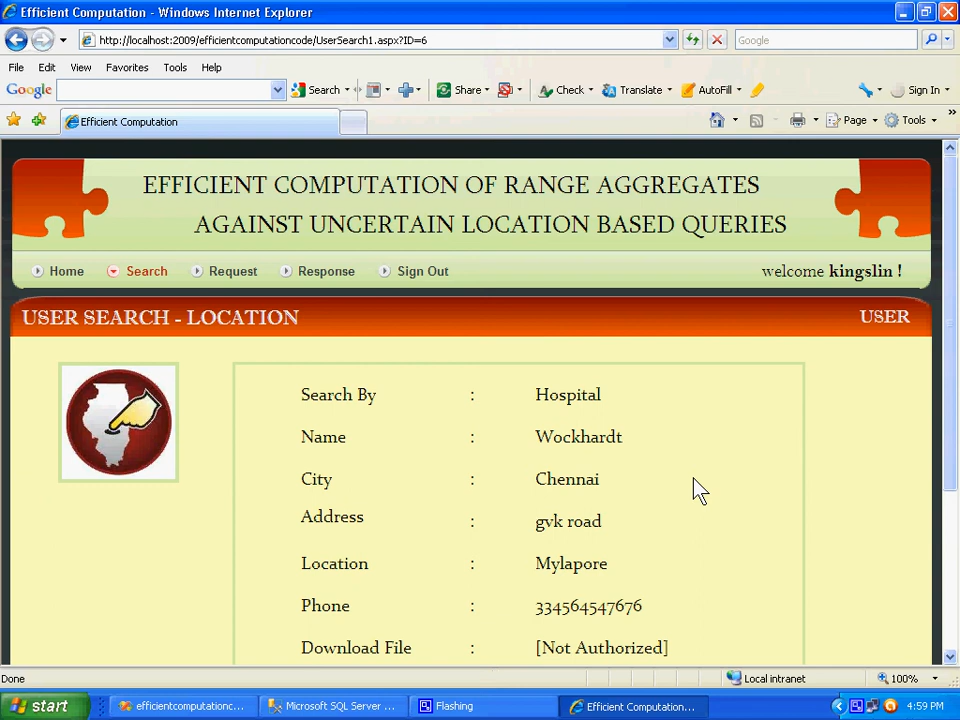 Efficient Computation - Windows Internet Explorer
http://localhost:2009/efficientcomputationcode/UserSearch1.aspx?ID=6
Google
File Edit View Favorites Tools Help
Google Search Share Check Translate AutoFill Sign In
Efficient Computation Page Tools
EFFICIENT COMPUTATION OF RANGE AGGREGATES
AGAINST UNCERTAIN LOCATION BASED QUERIES
Home Search Request Response Sign Out welcome kingslin !
USER SEARCH - LOCATION USER
Search By : Hospital
Name : Wockhardt
City : Chennai
Address : gvk road
Location : Mylapore
Phone : 334564547676
Download File : [Not Authorized]
Done Local intranet 100%
start efficientcomputationc... Microsoft SQL Server ... Flashing Efficient Computation... 4:59 PM